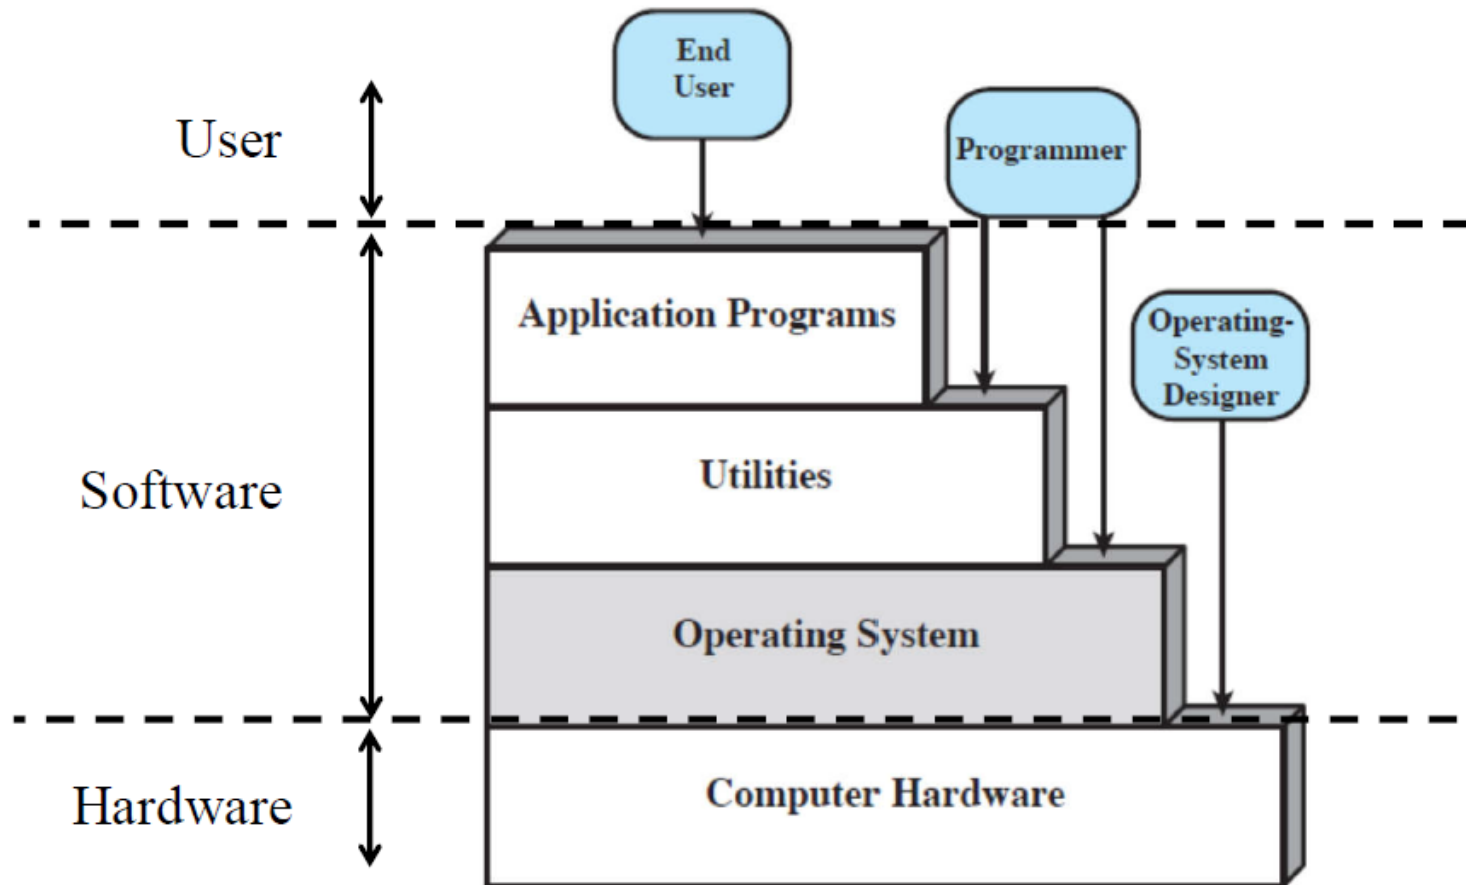 End
User
User
Programmer
Application Programs
Operating-
System
Designer
Utilities
Software
Operating System
Computer Hardware
Hardware